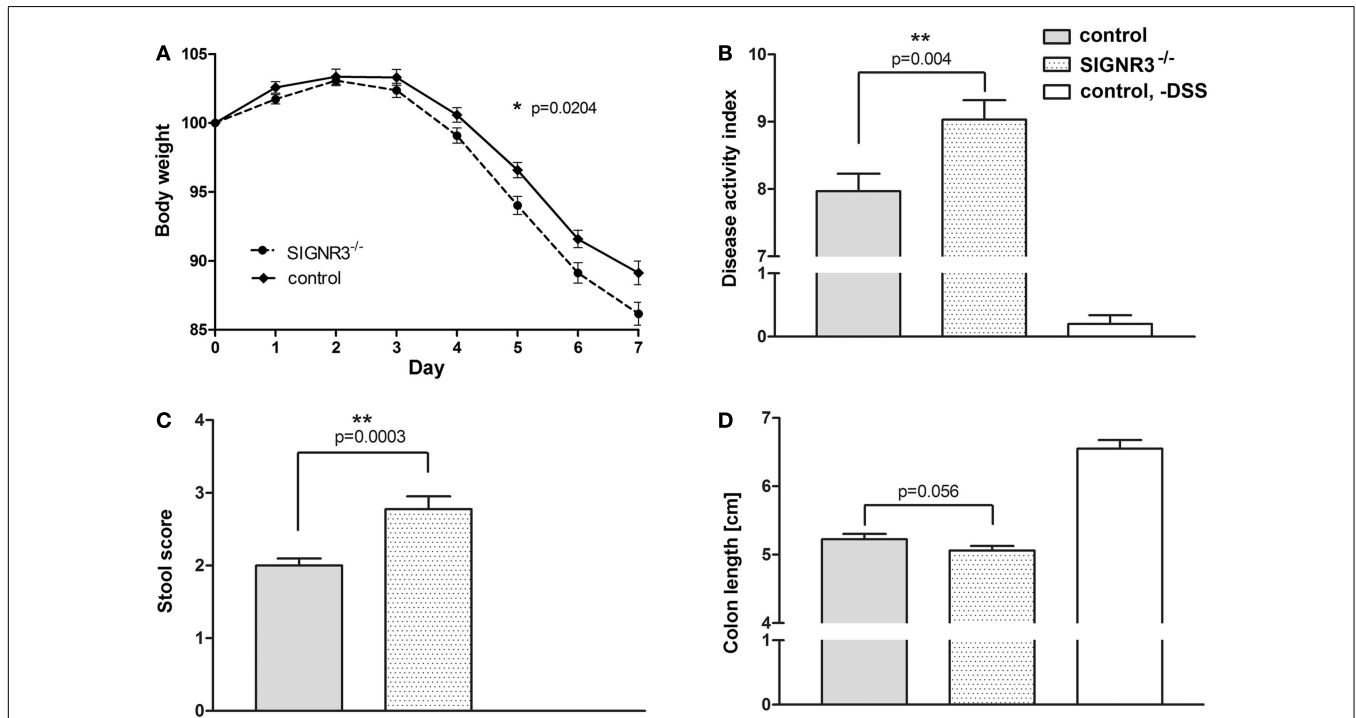 A
105
100
95
90
85
Body weight
* p=0.0204
SIGNR3-/-
control
0 1 2 3 4 5 6 7
Day
B
10
9
8
7
1
0
Disease activity index
**
p=0.004
control
SIGNR3-/-
control, -DSS
C
4
3
2
1
0
Stool score
**
p=0.0003
D
7
6
5
4
1
0
Colon length [cm]
p=0.056